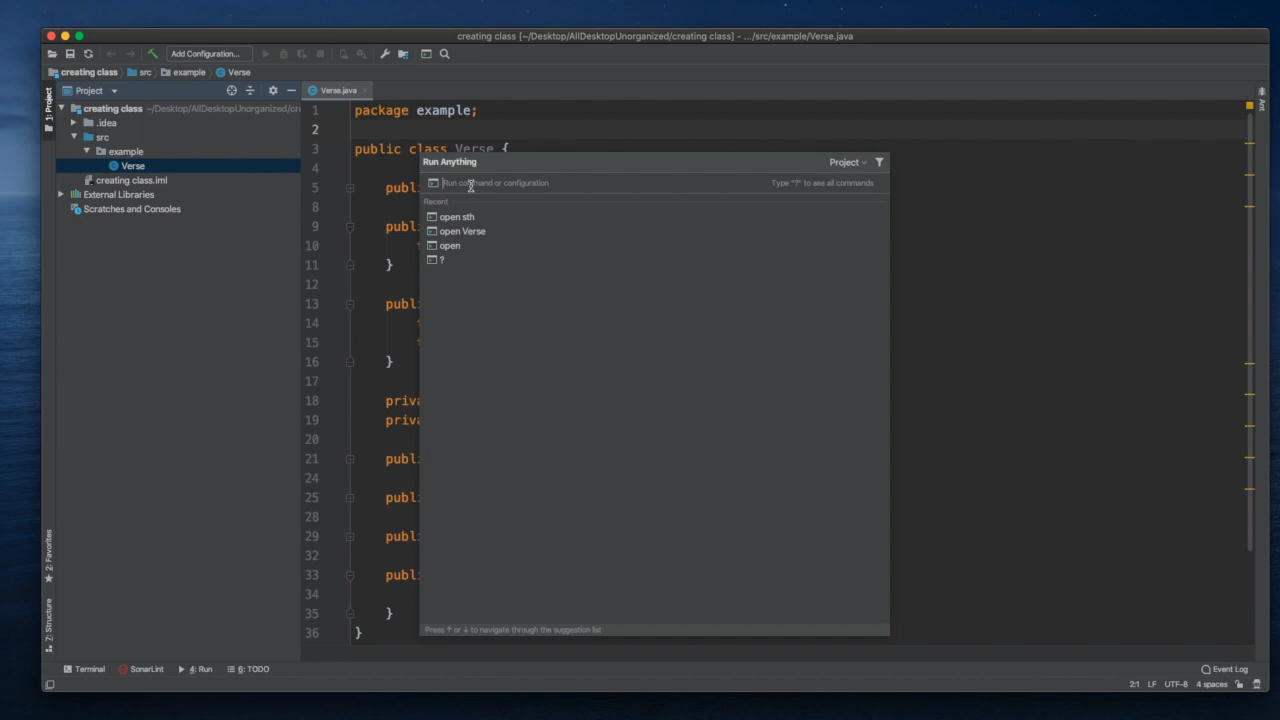 creating class [~/Desktop/AllDesktopUnorganized/creating class] - .../src/example/Verse.java
Add Configuration...
creating class src example Verse
1: Project
Project
Verse.java
Ant
creating class ~/Desktop/AllDesktopUnorganized/cr
.idea
src
example
Verse
creating class.iml
External Libraries
Scratches and Consoles
1 package example;
2
3 public class Verse {
4
5 publ
8
9 publ
10
11 }
12
13 publ
14
15
16 }
17
18 priva
19 priva
20
21 publ
24
25 publ
28
29 publ
32
33 publ
34
35 }
36 }
Run Anything
Project
Run command or configuration
Type "?" to see all commands
Recent
open sth
open Verse
open
?
Press ↑ or ↓ to navigate through the suggestion list
2: Favorites
Z: Structure
Terminal SonarLint 4: Run 6: TODO
Event Log
2:1 LF UTF-8 4 spaces